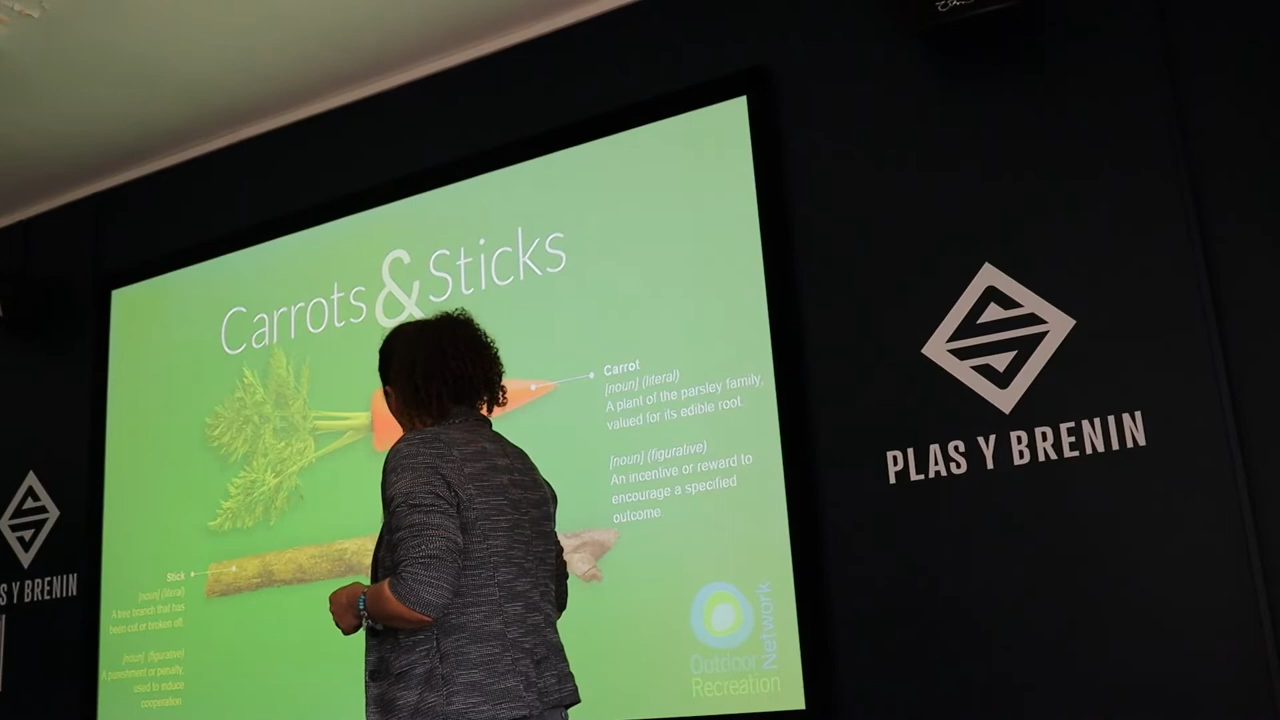 Carrots & Sticks
Carrot
[noun] (literal)
A plant of the parsley family,
valued for its edible root.
[noun] (figurative)
An incentive or reward to
encourage a specified
outcome.
Stick
[noun] (literal)
A tree branch that has
been cut or broken off.
[noun] (figurative)
A punishment or penalty,
used to induce
cooperation
Outdoor
Recreation
Network
PLAS Y BRENIN
S Y BRENIN